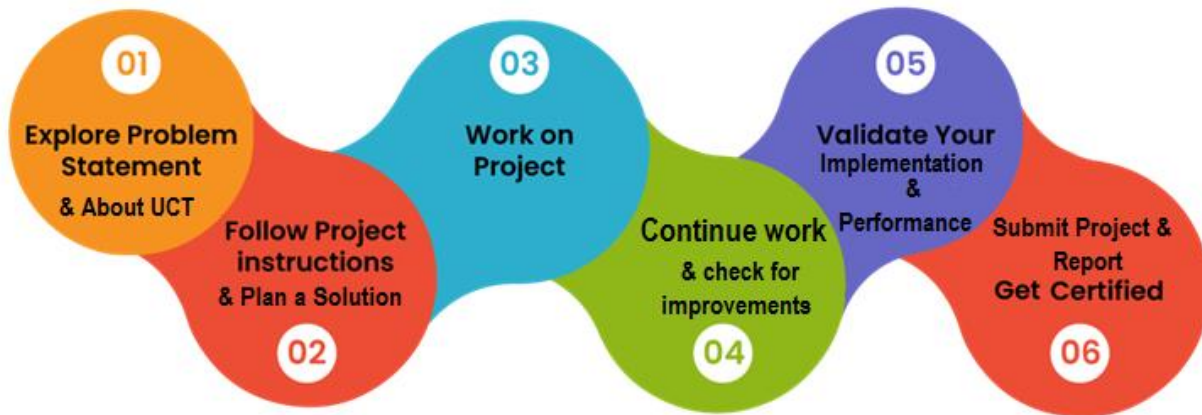 01
Explore Problem
Statement
& About UCT
Follow Project
instructions
& Plan a Solution
02
03
Work on
Project
Continue work
& check for
improvements
04
05
Validate Your
Implementation
&
Performance
Submit Project &
Report
Get Certified
06